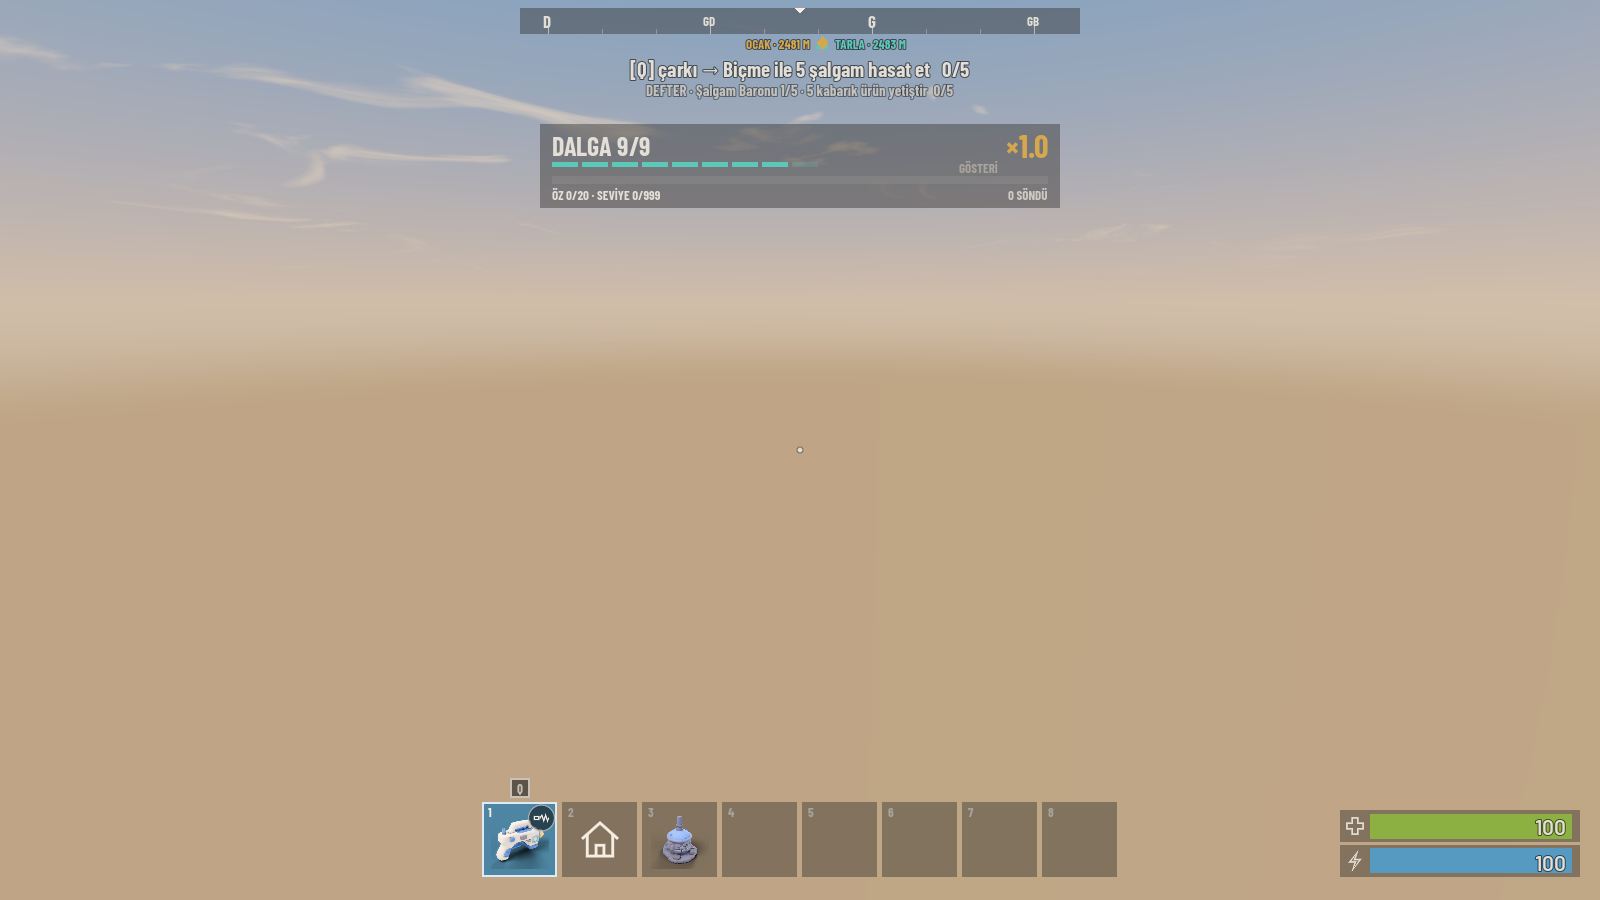 D GD G GB
OCAK · 2481 M TARLA · 2483 M
[Q] çarkı → Biçme ile 5 şalgam hasat et 0/5
DEFTER · Şalgam Baronu 1/5 · 5 kabarık ürün yetiştir 0/5
DALGA 9/9
×1.0
GÖSTERİ
ÖZ 0/20 · SEVİYE 0/999
0 SÖNDÜ
Q
1 2 3 4 5 6 7 8
100
100